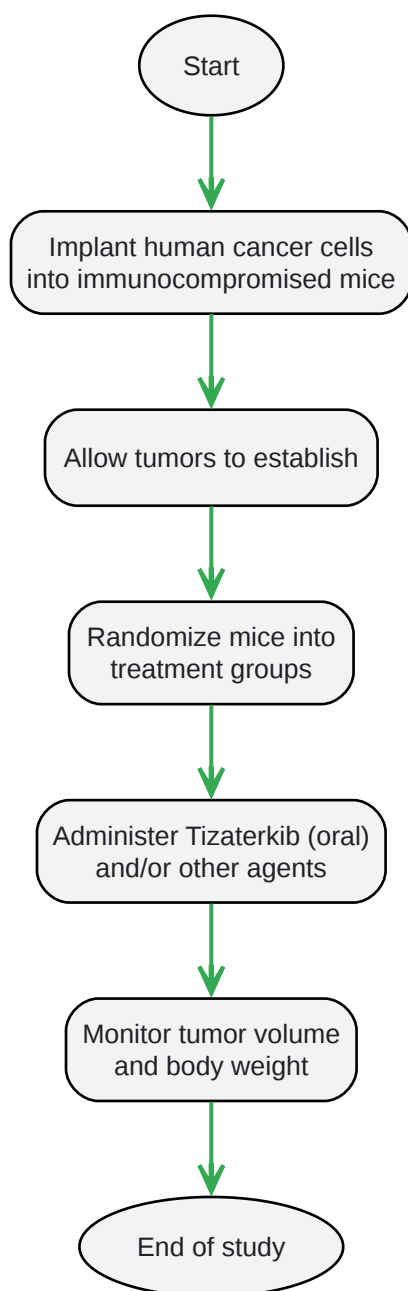 Start
Implant human cancer cells
into immunocompromised mice
Allow tumors to establish
Randomize mice into
treatment groups
Administer Tizaterkib (oral)
and/or other agents
Monitor tumor volume
and body weight
End of study